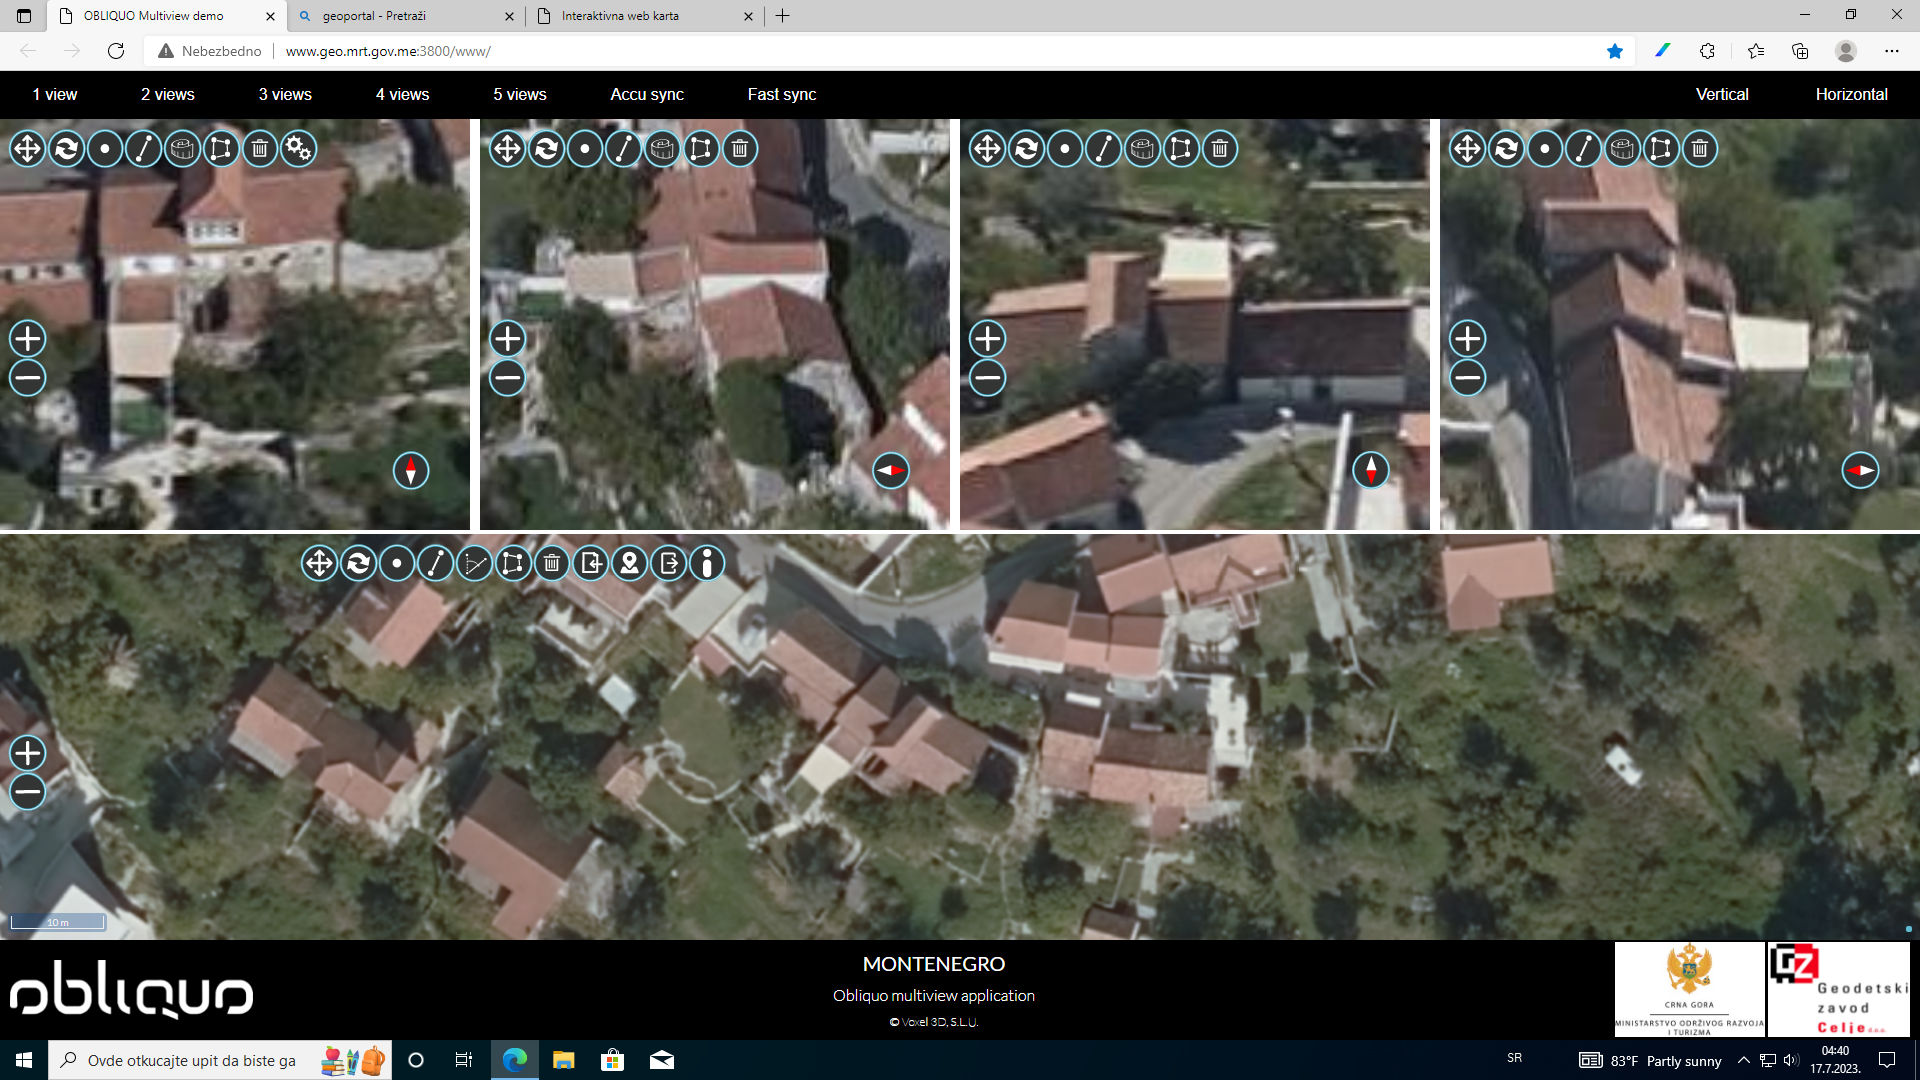 OBLIQUO Multiview demo
geoportal - Pretraži
Interaktivna web karta
Nebezbedno
www.geo.mrt.gov.me:3800/www/
1 view
2 views
3 views
4 views
5 views
Accu sync
Fast sync
Vertical
Horizontal
10 m
obliquo
MONTENEGRO
Obliquo multiview application
© Voxel 3D, S.L.U.
CRNA GORA
MINISTARSTVO ODRŽIVOG RAZVOJA
I TURIZMA
GZ
Geodetski
zavod
Celje d.o.o.
Ovde otkucajte upit da biste ga
SR
83°F Partly sunny
04:40
17.7.2023.